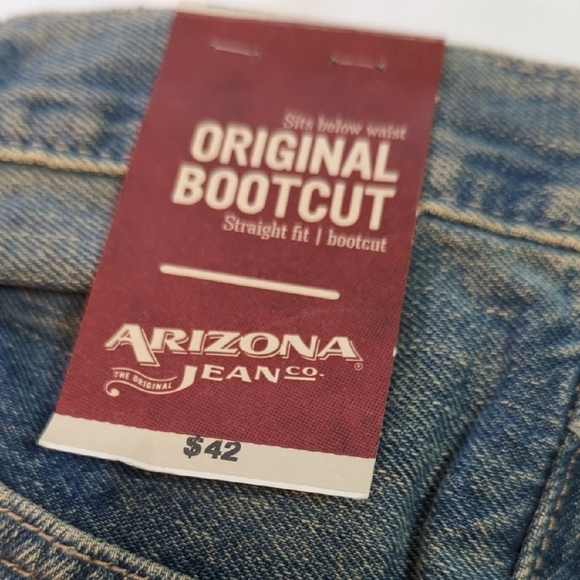 Sits below waist
ORIGINAL
BOOTCUT
Straight fit | bootcut
ARIZONA®
THE ORIGINAL JEAN CO.
$42